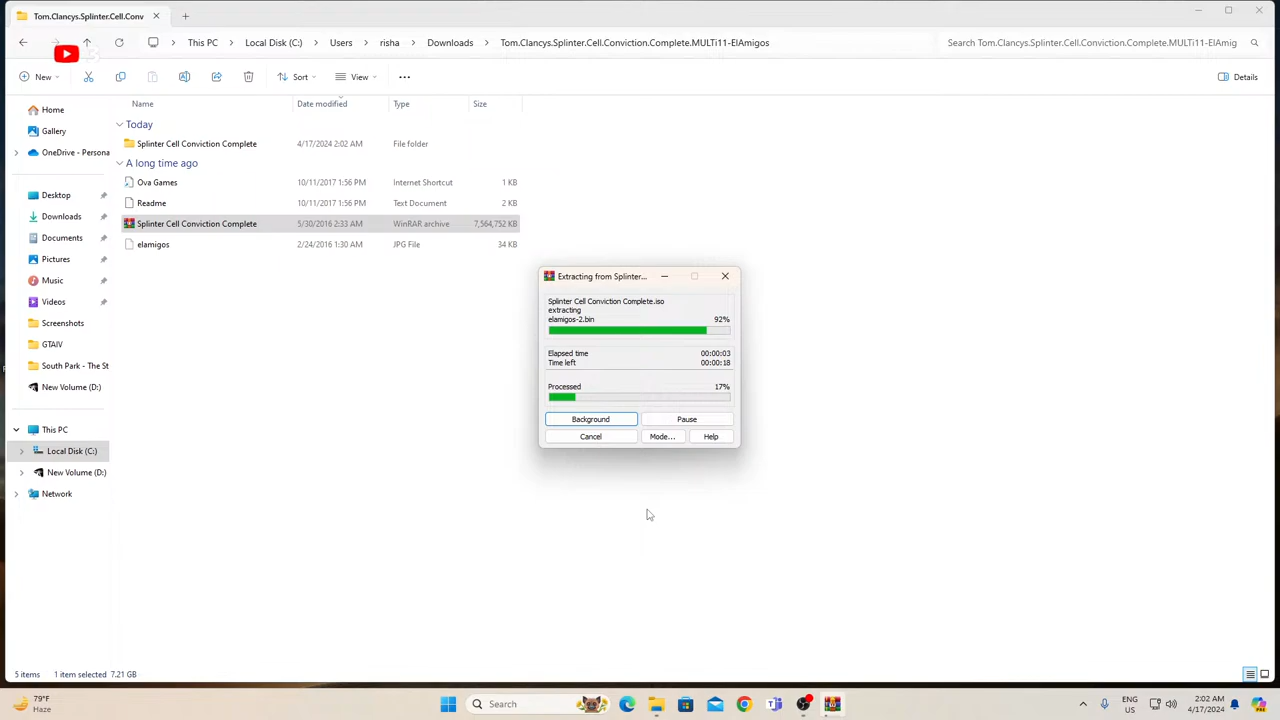 Tom.Clancys.Splinter.Cell.Conv
This PC > Local Disk (C:) > Users > risha > Downloads > Tom.Clancys.Splinter.Cell.Conviction.Complete.MULTi11-ElAmigos
Search Tom.Clancys.Splinter.Cell.Conviction.Complete.MULTi11-ElAmig
New Sort View ... Details
Name Date modified Type Size
Home
Gallery
OneDrive - Persona
Desktop
Downloads
Documents
Pictures
Music
Videos
Screenshots
GTAIV
South Park - The St
New Volume (D:)
This PC
Local Disk (C:)
New Volume (D:)
Network
Today
Splinter Cell Conviction Complete 4/17/2024 2:02 AM File folder
A long time ago
Ova Games 10/11/2017 1:56 PM Internet Shortcut 1 KB
Readme 10/11/2017 1:56 PM Text Document 2 KB
Splinter Cell Conviction Complete 5/30/2016 2:33 AM WinRAR archive 7,564,752 KB
elamigos 2/24/2016 1:30 AM JPG File 34 KB
Extracting from Splinter...
Splinter Cell Conviction Complete.iso
extracting
elamigos-2.bin 92%
Elapsed time 00:00:03
Time left 00:00:18
Processed 17%
Background Pause
Cancel Mode... Help
5 items 1 item selected 7.21 GB
79°F
Haze
Search
ENG
US
2:02 AM
4/17/2024